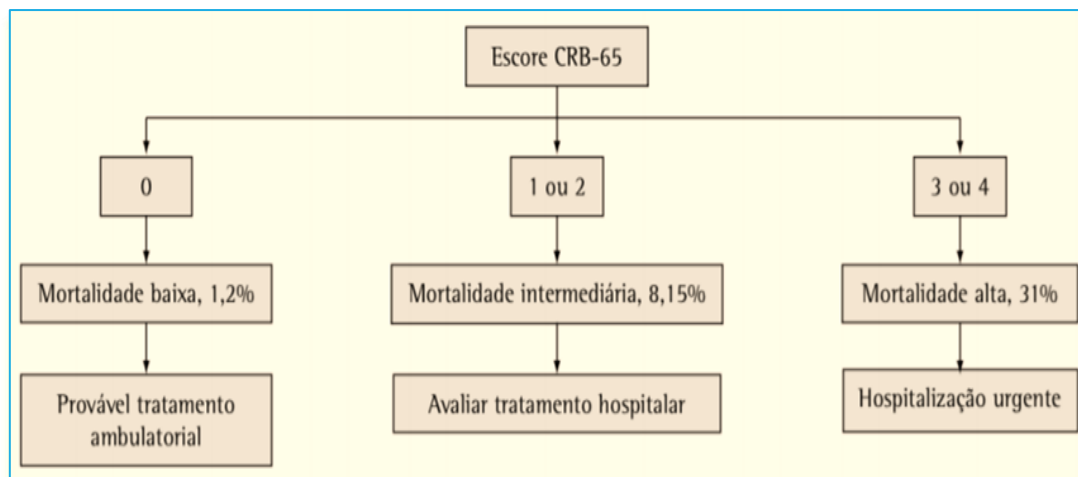 Escore CRB-65
0
1 ou 2
3 ou 4
Mortalidade baixa, 1,2%
Mortalidade intermediária, 8,15%
Mortalidade alta, 31%
Provável tratamento
ambulatorial
Avaliar tratamento hospitalar
Hospitalização urgente